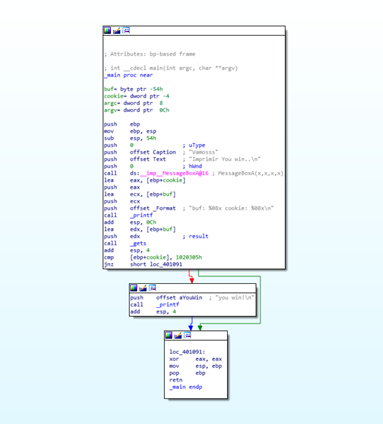 ; Attributes: bp-based frame
; int __cdecl main(int argc, char **argv)
_main proc near
buf= byte ptr -54h
cookie= dword ptr -4
argc= dword ptr  8
argv= dword ptr  0Ch
push    ebp
mov     ebp, esp
sub     esp, 54h
push    0               ; uType
push    offset Caption  ; "Vamosss"
push    offset Text     ; "Imprimir You win..\n"
push    0               ; hWnd
call    ds:__imp__MessageBoxA@16 ; MessageBoxA(x,x,x,x)
lea     eax, [ebp+cookie]
push    eax
lea     ecx, [ebp+buf]
push    ecx
push    offset _Format  ; "buf: %08x cookie: %08x\n"
call    _printf
add     esp, 0Ch
lea     edx, [ebp+buf]
push    edx             ; result
call    _gets
add     esp, 4
cmp     [ebp+cookie], 1020305h
jnz     short loc_401091
push    offset aYouWin  ; "you win!\n"
call    _printf
add     esp, 4
loc_401091:
xor     eax, eax
mov     esp, ebp
pop     ebp
retn
_main endp